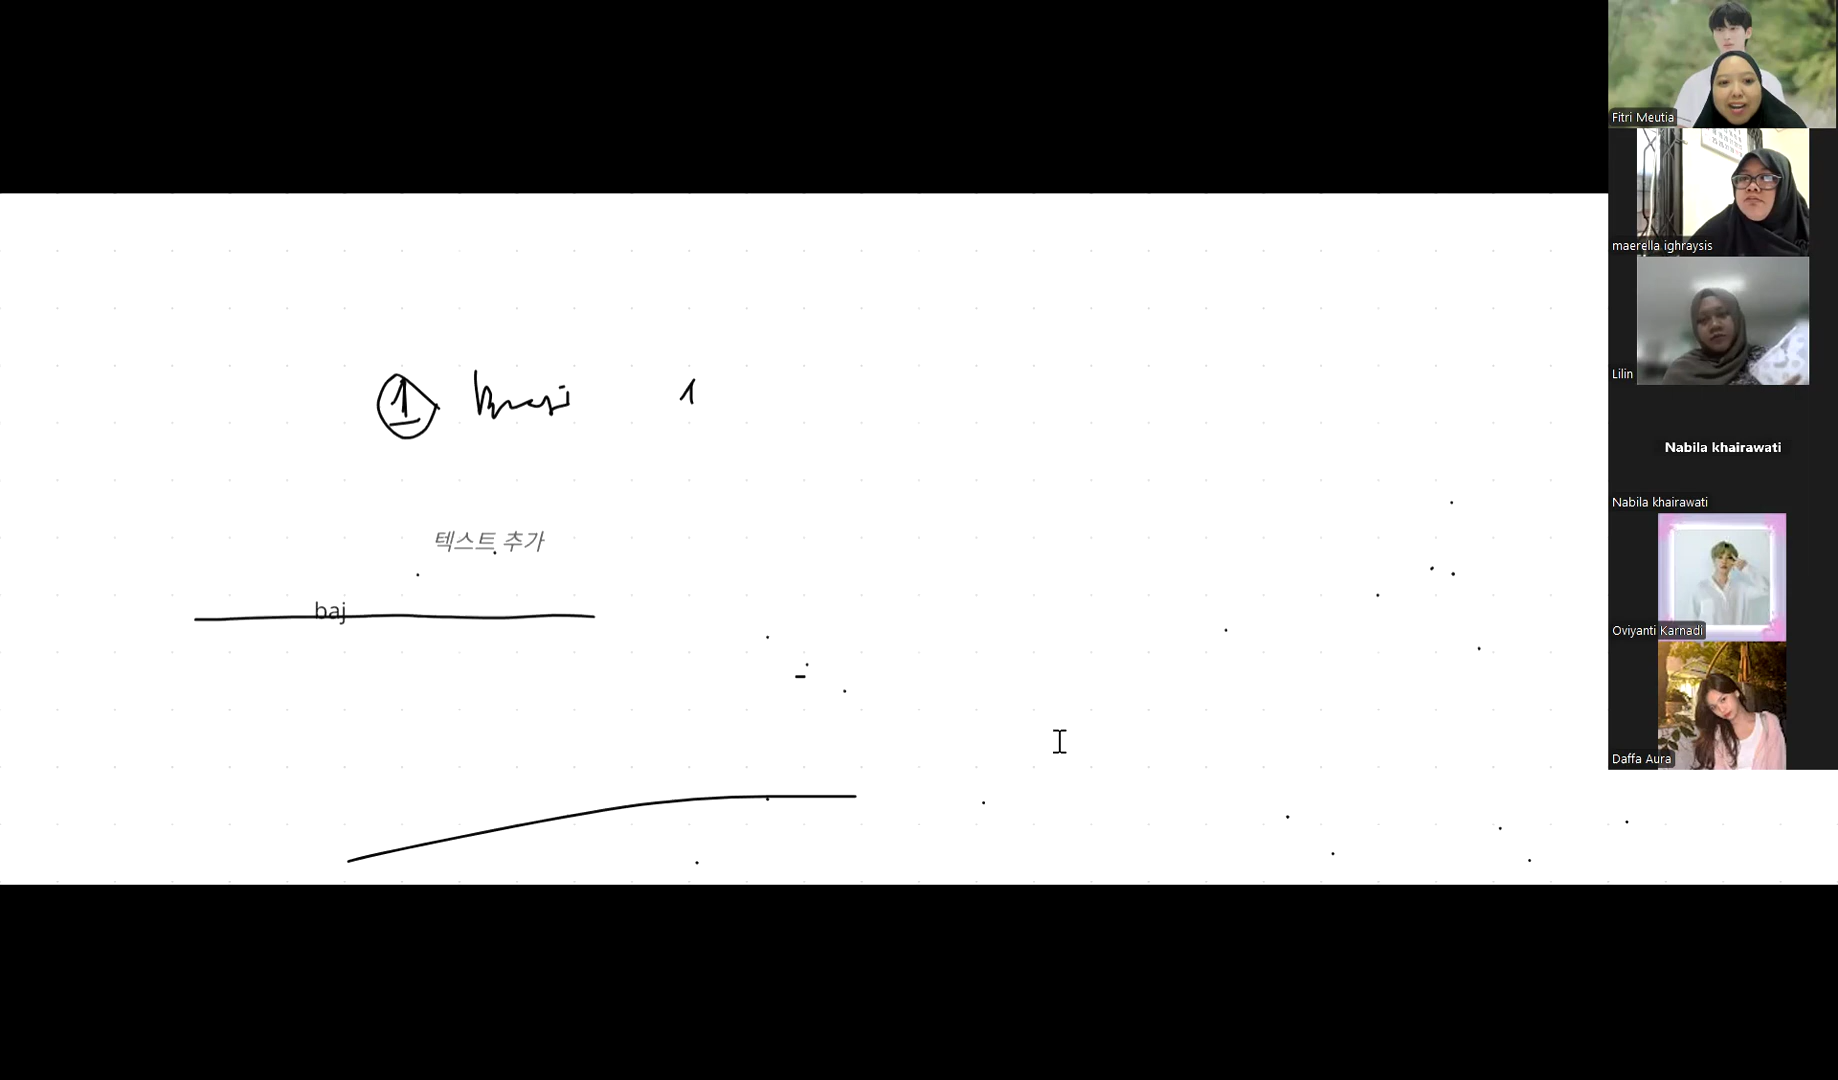 1 1
텍스트 추가
baj
Fitri Meutia
maerella ighraysis
Lilin
Nabila khairawati
Nabila khairawati
Oviyanti Karnadi
Daffa Aura